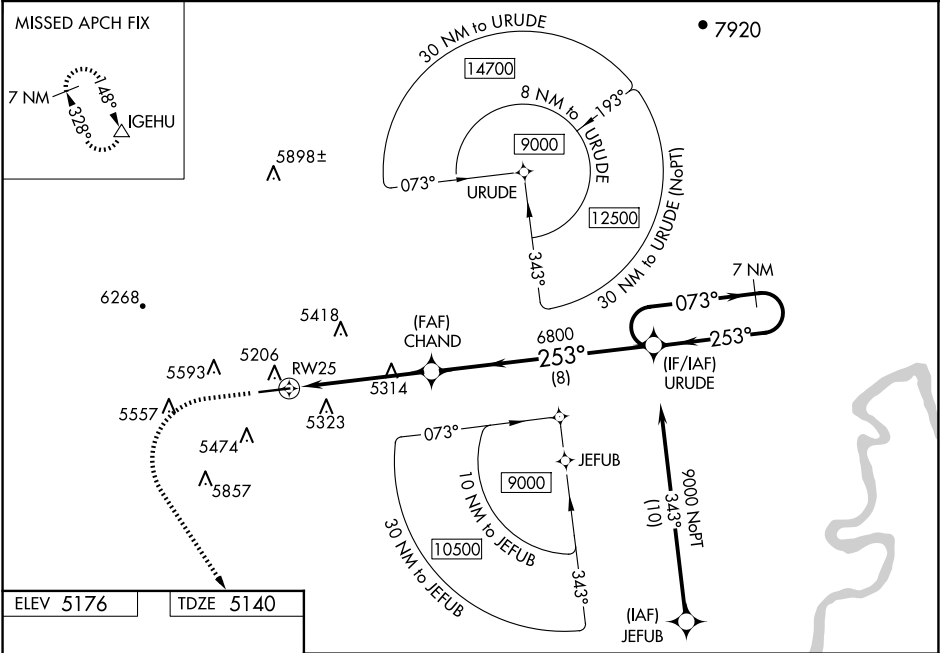 MISSED APCH FIX
7 NM
148°
328°
IGEHU
7920
30 NM to URUDE
14700
8 NM to URUDE
193°
9000
073°
URUDE
12500
343°
30 NM to URUDE (NoPT)
5898±
6268
5418
(FAF)
CHAND
6800
253°
(8)
7 NM
073°
253°
(IF/IAF)
URUDE
5593
5206
RW25
5314
5557
5323
5474
5857
073°
JEFUB
9000
10 NM to JEFUB
10500
30 NM to JEFUB
343°
9000 NoPT
343°
(10)
(IAF)
JEFUB
ELEV 5176
TDZE 5140